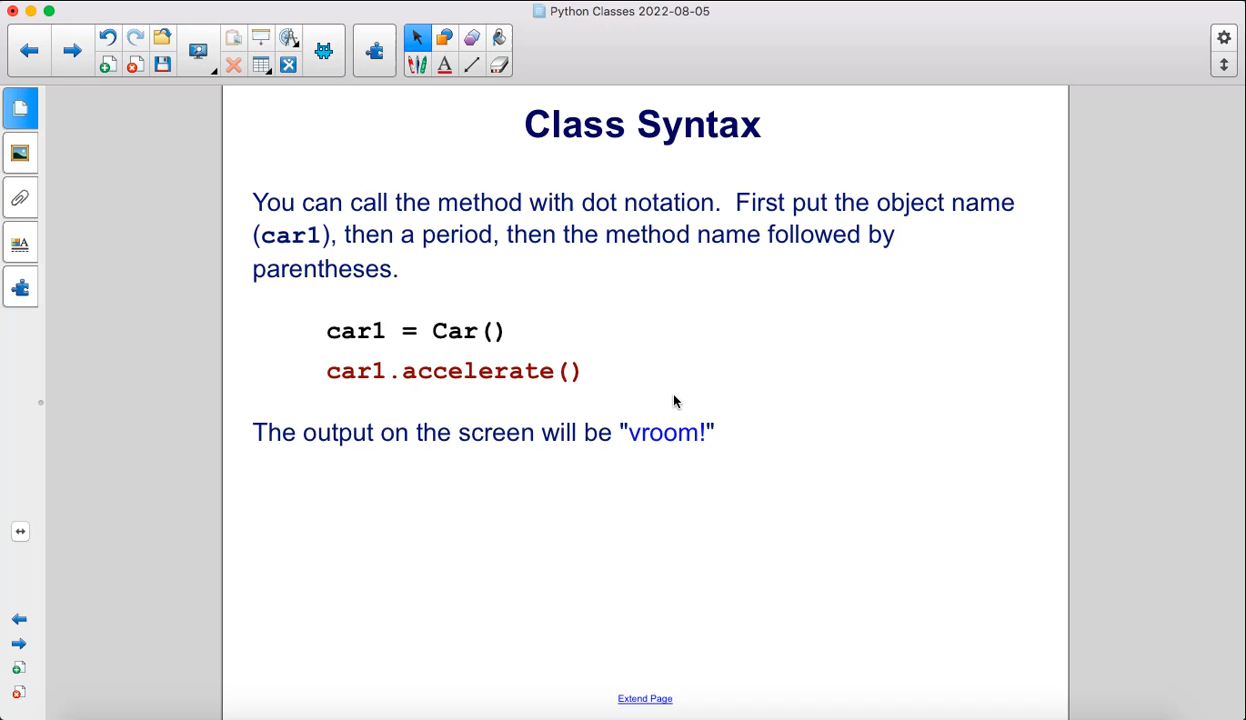 Python Classes 2022-08-05
Class Syntax
You can call the method with dot notation.  First put the object name
(car1), then a period, then the method name followed by
parentheses.
car1 = Car()
car1.accelerate()
The output on the screen will be "vroom!"
Extend Page